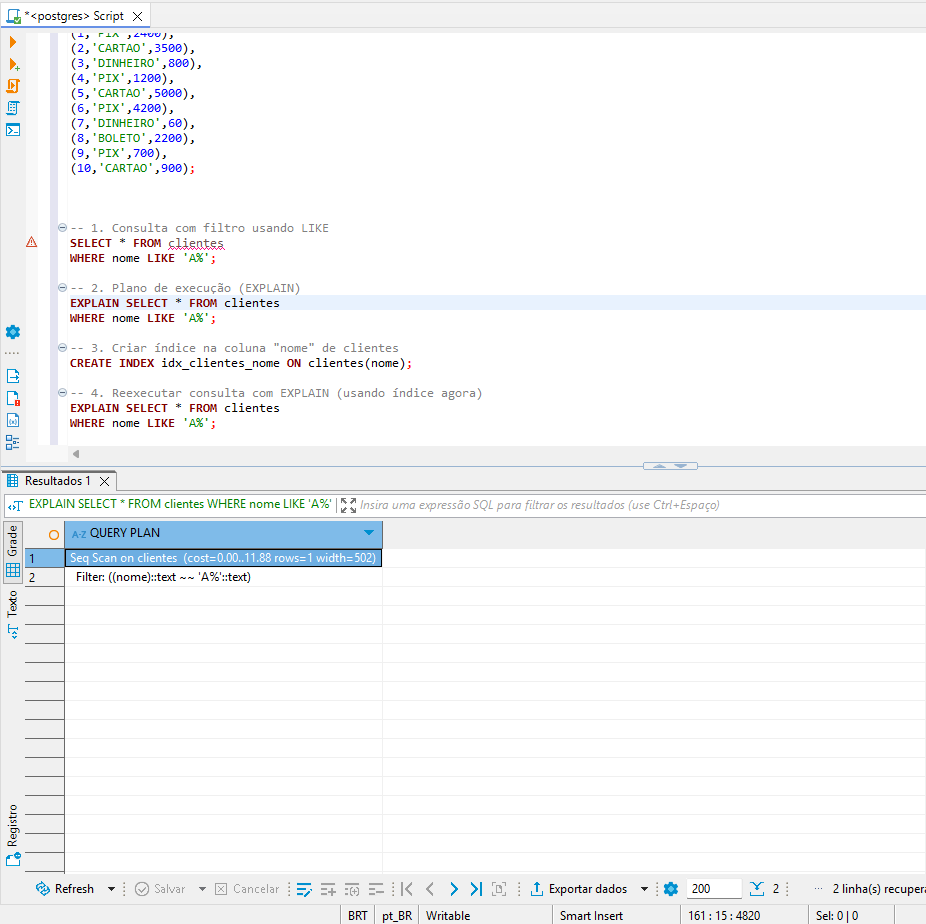 *<postgres> Script
(1,'PIX',2400),
(2,'CARTAO',3500),
(3,'DINHEIRO',800),
(4,'PIX',1200),
(5,'CARTAO',5000),
(6,'PIX',4200),
(7,'DINHEIRO',60),
(8,'BOLETO',2200),
(9,'PIX',700),
(10,'CARTAO',900);
-- 1. Consulta com filtro usando LIKE
SELECT * FROM clientes
WHERE nome LIKE 'A%';
-- 2. Plano de execução (EXPLAIN)
EXPLAIN SELECT * FROM clientes
WHERE nome LIKE 'A%';
-- 3. Criar índice na coluna "nome" de clientes
CREATE INDEX idx_clientes_nome ON clientes(nome);
-- 4. Reexecutar consulta com EXPLAIN (usando índice agora)
EXPLAIN SELECT * FROM clientes
WHERE nome LIKE 'A%';
Resultados 1
EXPLAIN SELECT * FROM clientes WHERE nome LIKE 'A%' Insira uma expressão SQL para filtrar os resultados (use Ctrl+Espaço)
Grade
Texto
Registro
A-Z QUERY PLAN
1 Seq Scan on clientes (cost=0.00..11.88 rows=1 width=502)
2 Filter: ((nome)::text ~~ 'A%'::text)
Refresh Salvar Cancelar Exportar dados 200 2 ... 2 linha(s) recupera
BRT pt_BR Writable Smart Insert 161 : 15 : 4820 Sel: 0 | 0